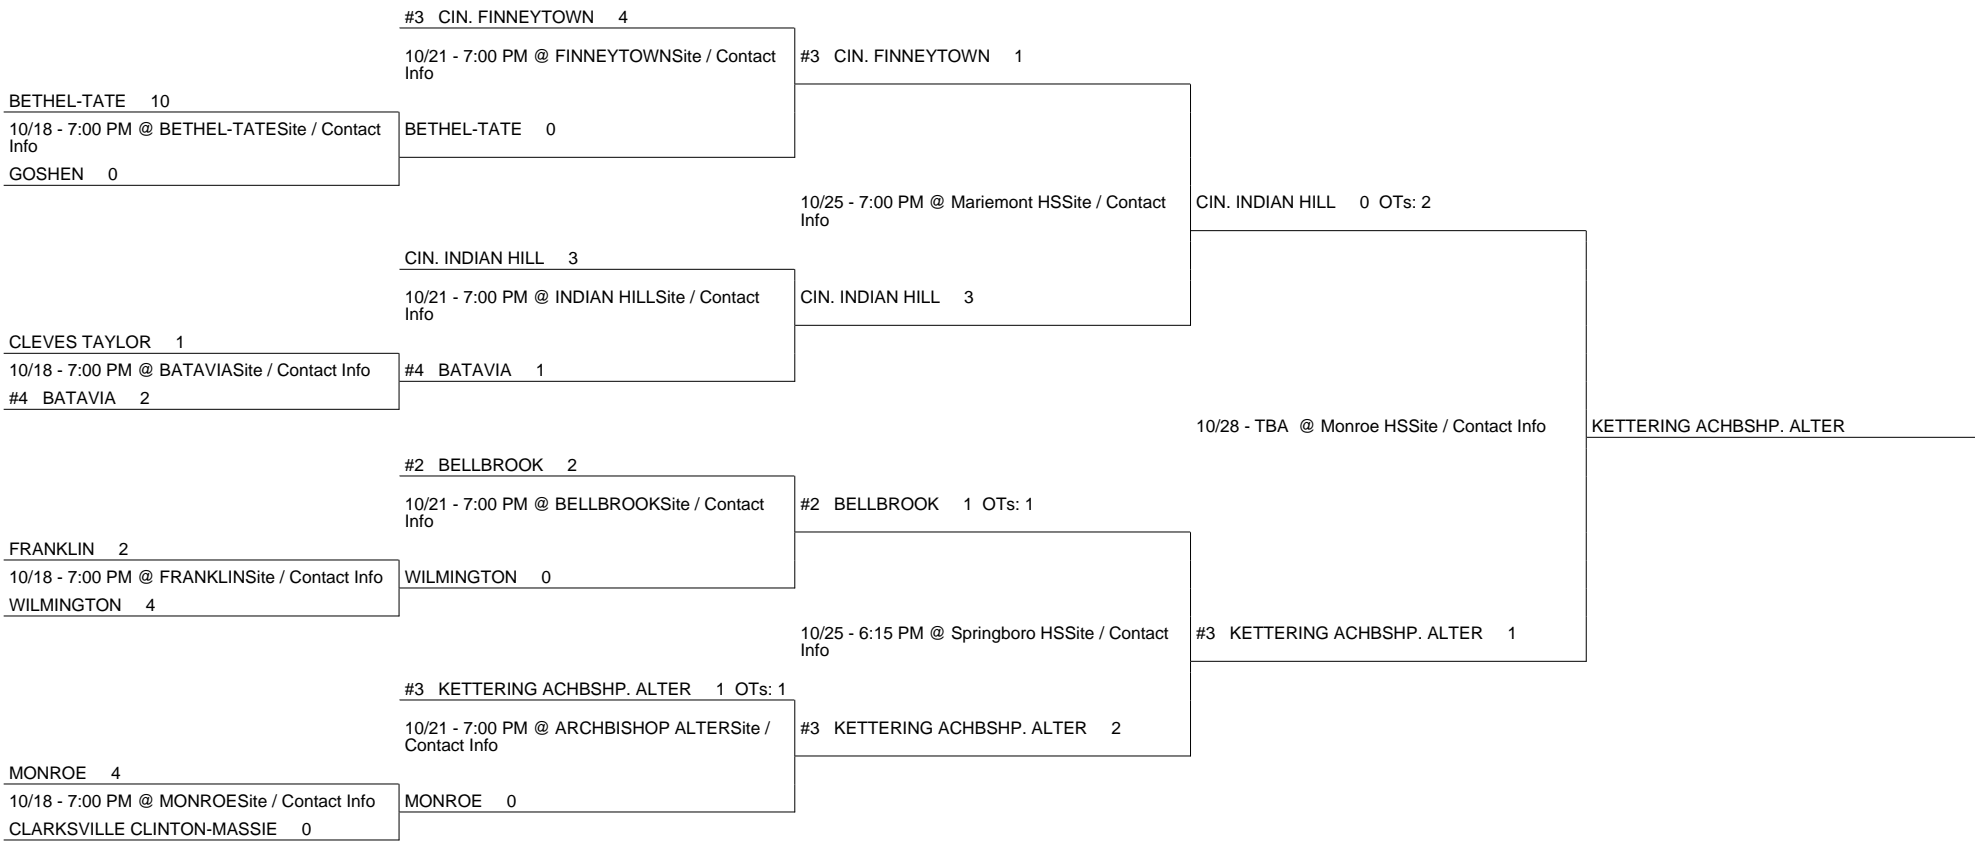 #3 CIN. FINNEYTOWN 4
10/21 - 7:00 PM @ FINNEYTOWNSite / Contact
Info
#3 CIN. FINNEYTOWN 1
BETHEL-TATE 10
10/18 - 7:00 PM @ BETHEL-TATESite / Contact
Info
BETHEL-TATE 0
GOSHEN 0
10/25 - 7:00 PM @ Mariemont HSSite / Contact
Info
CIN. INDIAN HILL 0 OTs: 2
CIN. INDIAN HILL 3
10/21 - 7:00 PM @ INDIAN HILLSite / Contact
Info
CIN. INDIAN HILL 3
CLEVES TAYLOR 1
10/18 - 7:00 PM @ BATAVIASite / Contact Info
#4 BATAVIA 1
#4 BATAVIA 2
10/28 - TBA @ Monroe HSSite / Contact Info
KETTERING ACHBSHP. ALTER
#2 BELLBROOK 2
10/21 - 7:00 PM @ BELLBROOKSite / Contact
Info
#2 BELLBROOK 1 OTs: 1
FRANKLIN 2
10/18 - 7:00 PM @ FRANKLINSite / Contact Info
WILMINGTON 0
WILMINGTON 4
10/25 - 6:15 PM @ Springboro HSSite / Contact
Info
#3 KETTERING ACHBSHP. ALTER 1
#3 KETTERING ACHBSHP. ALTER 1 OTs: 1
10/21 - 7:00 PM @ ARCHBISHOP ALTERSite /
Contact Info
#3 KETTERING ACHBSHP. ALTER 2
MONROE 4
10/18 - 7:00 PM @ MONROESite / Contact Info
MONROE 0
CLARKSVILLE CLINTON-MASSIE 0